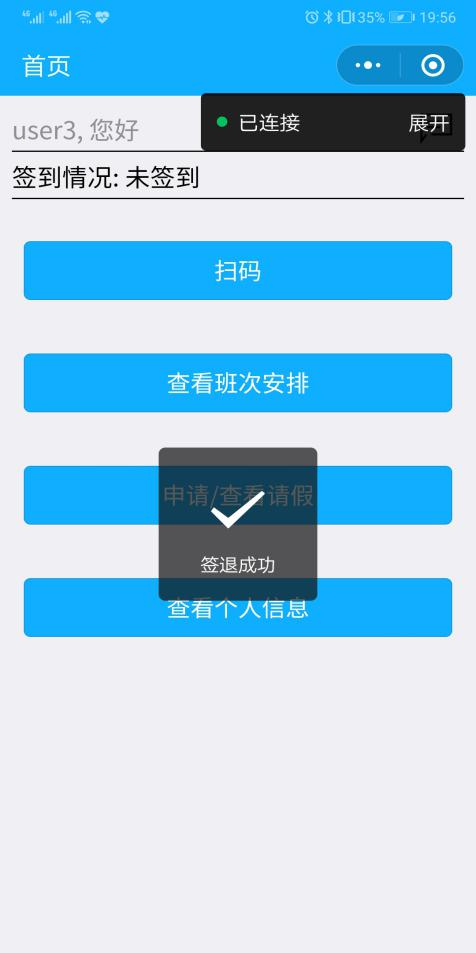 4G 4G 35% 19:56
首页
已连接 展开
user3, 您好
签到情况: 未签到
扫码
查看班次安排
申请/查看请假
签退成功
查看个人信息